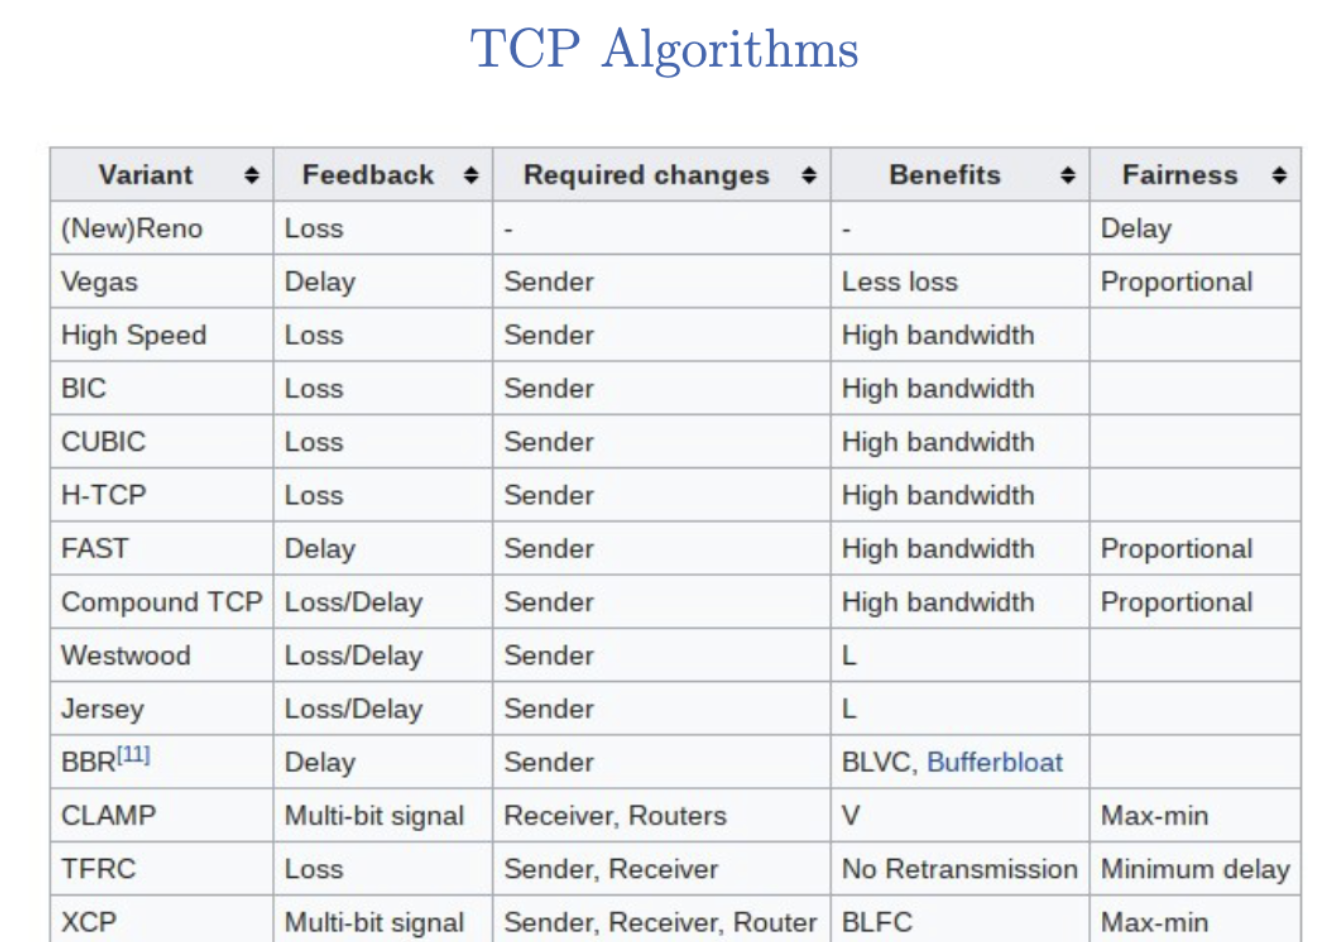 TCP Algorithms
Variant Feedback Required changes Benefits Fairness
(New)Reno Loss - - Delay
Vegas Delay Sender Less loss Proportional
High Speed Loss Sender High bandwidth
BIC Loss Sender High bandwidth
CUBIC Loss Sender High bandwidth
H-TCP Loss Sender High bandwidth
FAST Delay Sender High bandwidth Proportional
Compound TCP Loss/Delay Sender High bandwidth Proportional
Westwood Loss/Delay Sender L
Jersey Loss/Delay Sender L
BBR[11] Delay Sender BLVC, Bufferbloat
CLAMP Multi-bit signal Receiver, Routers V Max-min
TFRC Loss Sender, Receiver No Retransmission Minimum delay
XCP Multi-bit signal Sender, Receiver, Router BLFC Max-min